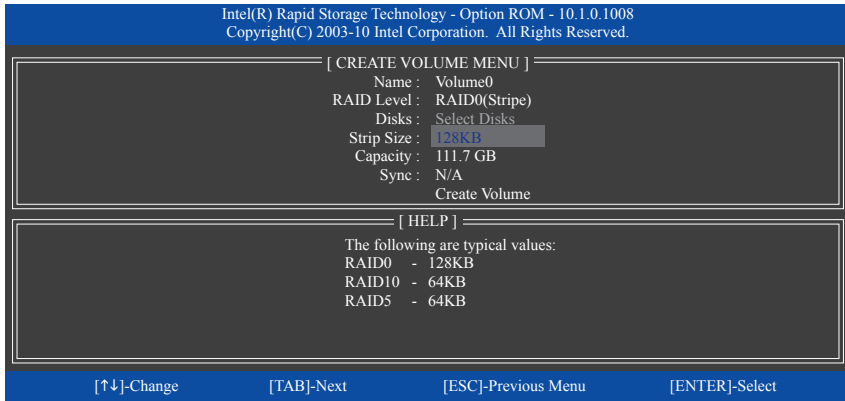 Intel(R) Rapid Storage Technology - Option ROM - 10.1.0.1008
Copyright(C) 2003-10 Intel Corporation. All Rights Reserved.
[ CREATE VOLUME MENU ]
Name : Volume0
RAID Level : RAID0(Stripe)
Disks : Select Disks
Strip Size : 128KB
Capacity : 111.7 GB
Sync : N/A
Create Volume
[ HELP ]
The following are typical values:
RAID0 - 128KB
RAID10 - 64KB
RAID5 - 64KB
[↑↓]-Change [TAB]-Next [ESC]-Previous Menu [ENTER]-Select